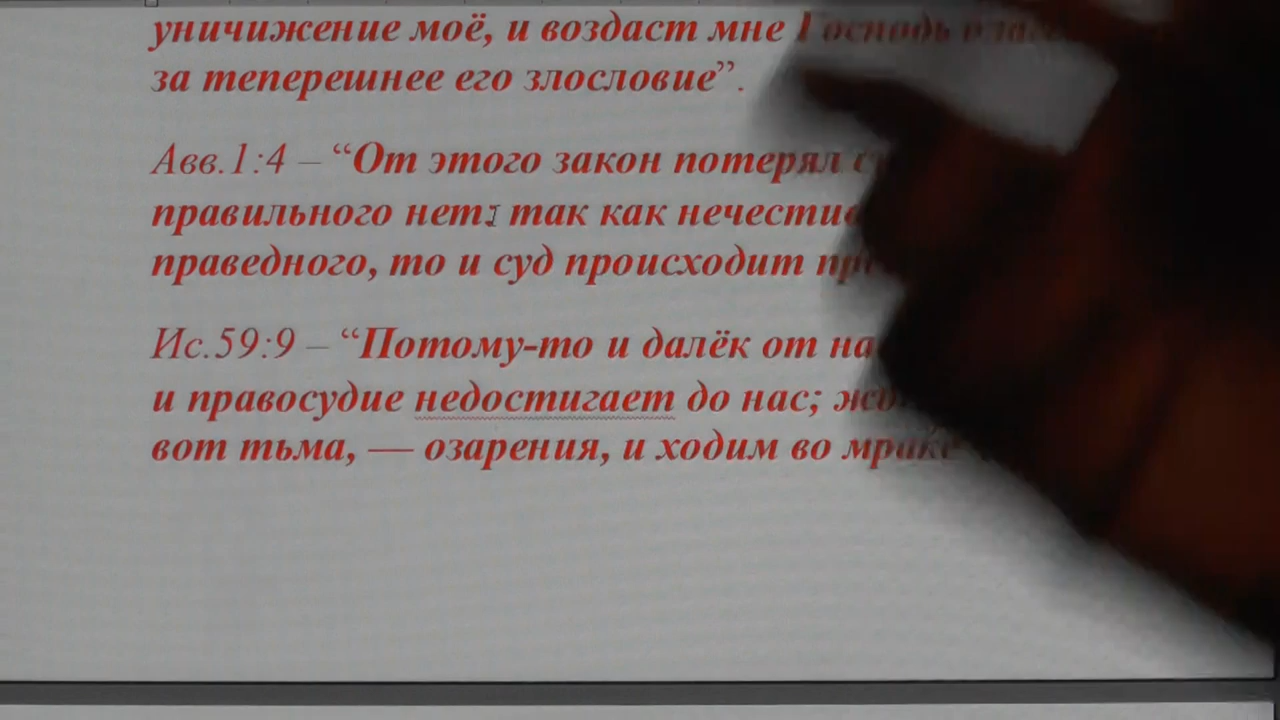 уничижение моё, и воздаст мне Господь
за теперешнее его злословие”.
Авв.1:4 – “От этого закон потерял
правильного нет: так как
праведного, то и суд происходит
Ис.59:9 – “Потому-то и далёк от
и правосудие недостигает до нас;
вот тьма, — озарения, и ходим во мраке